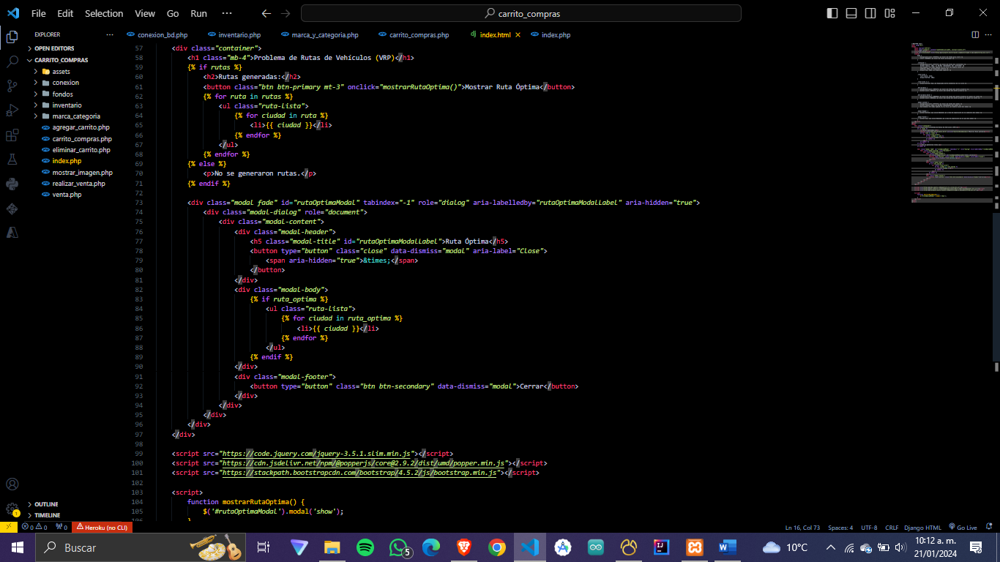 File Edit Selection View Go Run ··· carrito_compras
EXPLORER ···
conexion_bd.php inventario.php marca_y_categoria.php carrito_compras.php index.html index.php
OPEN EDITORS
CARRITO_COMPRAS
assets
conexion
fondos
inventario
marca_categoria
agregar_carrito.php
carrito_compras.php
eliminar_carrito.php
index.php
mostrar_imagen.php
realizar_venta.php
venta.php
OUTLINE
TIMELINE
57 <div class="container">
58 <h1 class="mb-4">Problema de Rutas de Vehículos (VRP)</h1>
59 {% if rutas %}
60 <h2>Rutas generadas:</h2>
61 <button class="btn btn-primary mt-3" onclick="mostrarRutaOptima()">Mostrar Ruta Óptima</button>
62 {% for ruta in rutas %}
63 <ul class="ruta-lista">
64 {% for ciudad in ruta %}
65 <li>{{ ciudad }}</li>
66 {% endfor %}
67 </ul>
68 {% endfor %}
69 {% else %}
70 <p>No se generaron rutas.</p>
71 {% endif %}
72
73 <div class="modal fade" id="rutaOptimaModal" tabindex="-1" role="dialog" aria-labelledby="rutaOptimaModalLabel" aria-hidden="true">
74 <div class="modal-dialog" role="document">
75 <div class="modal-content">
76 <div class="modal-header">
77 <h5 class="modal-title" id="rutaOptimaModalLabel">Ruta Óptima</h5>
78 <button type="button" class="close" data-dismiss="modal" aria-label="Close">
79 <span aria-hidden="true">&times;</span>
80 </button>
81 </div>
82 <div class="modal-body">
83 {% if ruta_optima %}
84 <ul class="ruta-lista">
85 {% for ciudad in ruta_optima %}
86 <li>{{ ciudad }}</li>
87 {% endfor %}
88 </ul>
89 {% endif %}
90 </div>
91 <div class="modal-footer">
92 <button type="button" class="btn btn-secondary" data-dismiss="modal">Cerrar</button>
93 </div>
94 </div>
95 </div>
96 </div>
97 </div>
98
99 <script src="https://code.jquery.com/jquery-3.5.1.slim.min.js"></script>
100 <script src="https://cdn.jsdelivr.net/npm/@popperjs/core@2.9.2/dist/umd/popper.min.js"></script>
101 <script src="https://stackpath.bootstrapcdn.com/bootstrap/4.5.2/js/bootstrap.min.js"></script>
102
103 <script>
104 function mostrarRutaOptima() {
105 $('#rutaOptimaModal').modal('show');
106 }
1
0 0 0 Heroku (no CLI) Ln 16, Col 73 Spaces: 4 UTF-8 CRLF Django HTML Go Live
Buscar 5 10°C 10:12 a. m.
21/01/2024